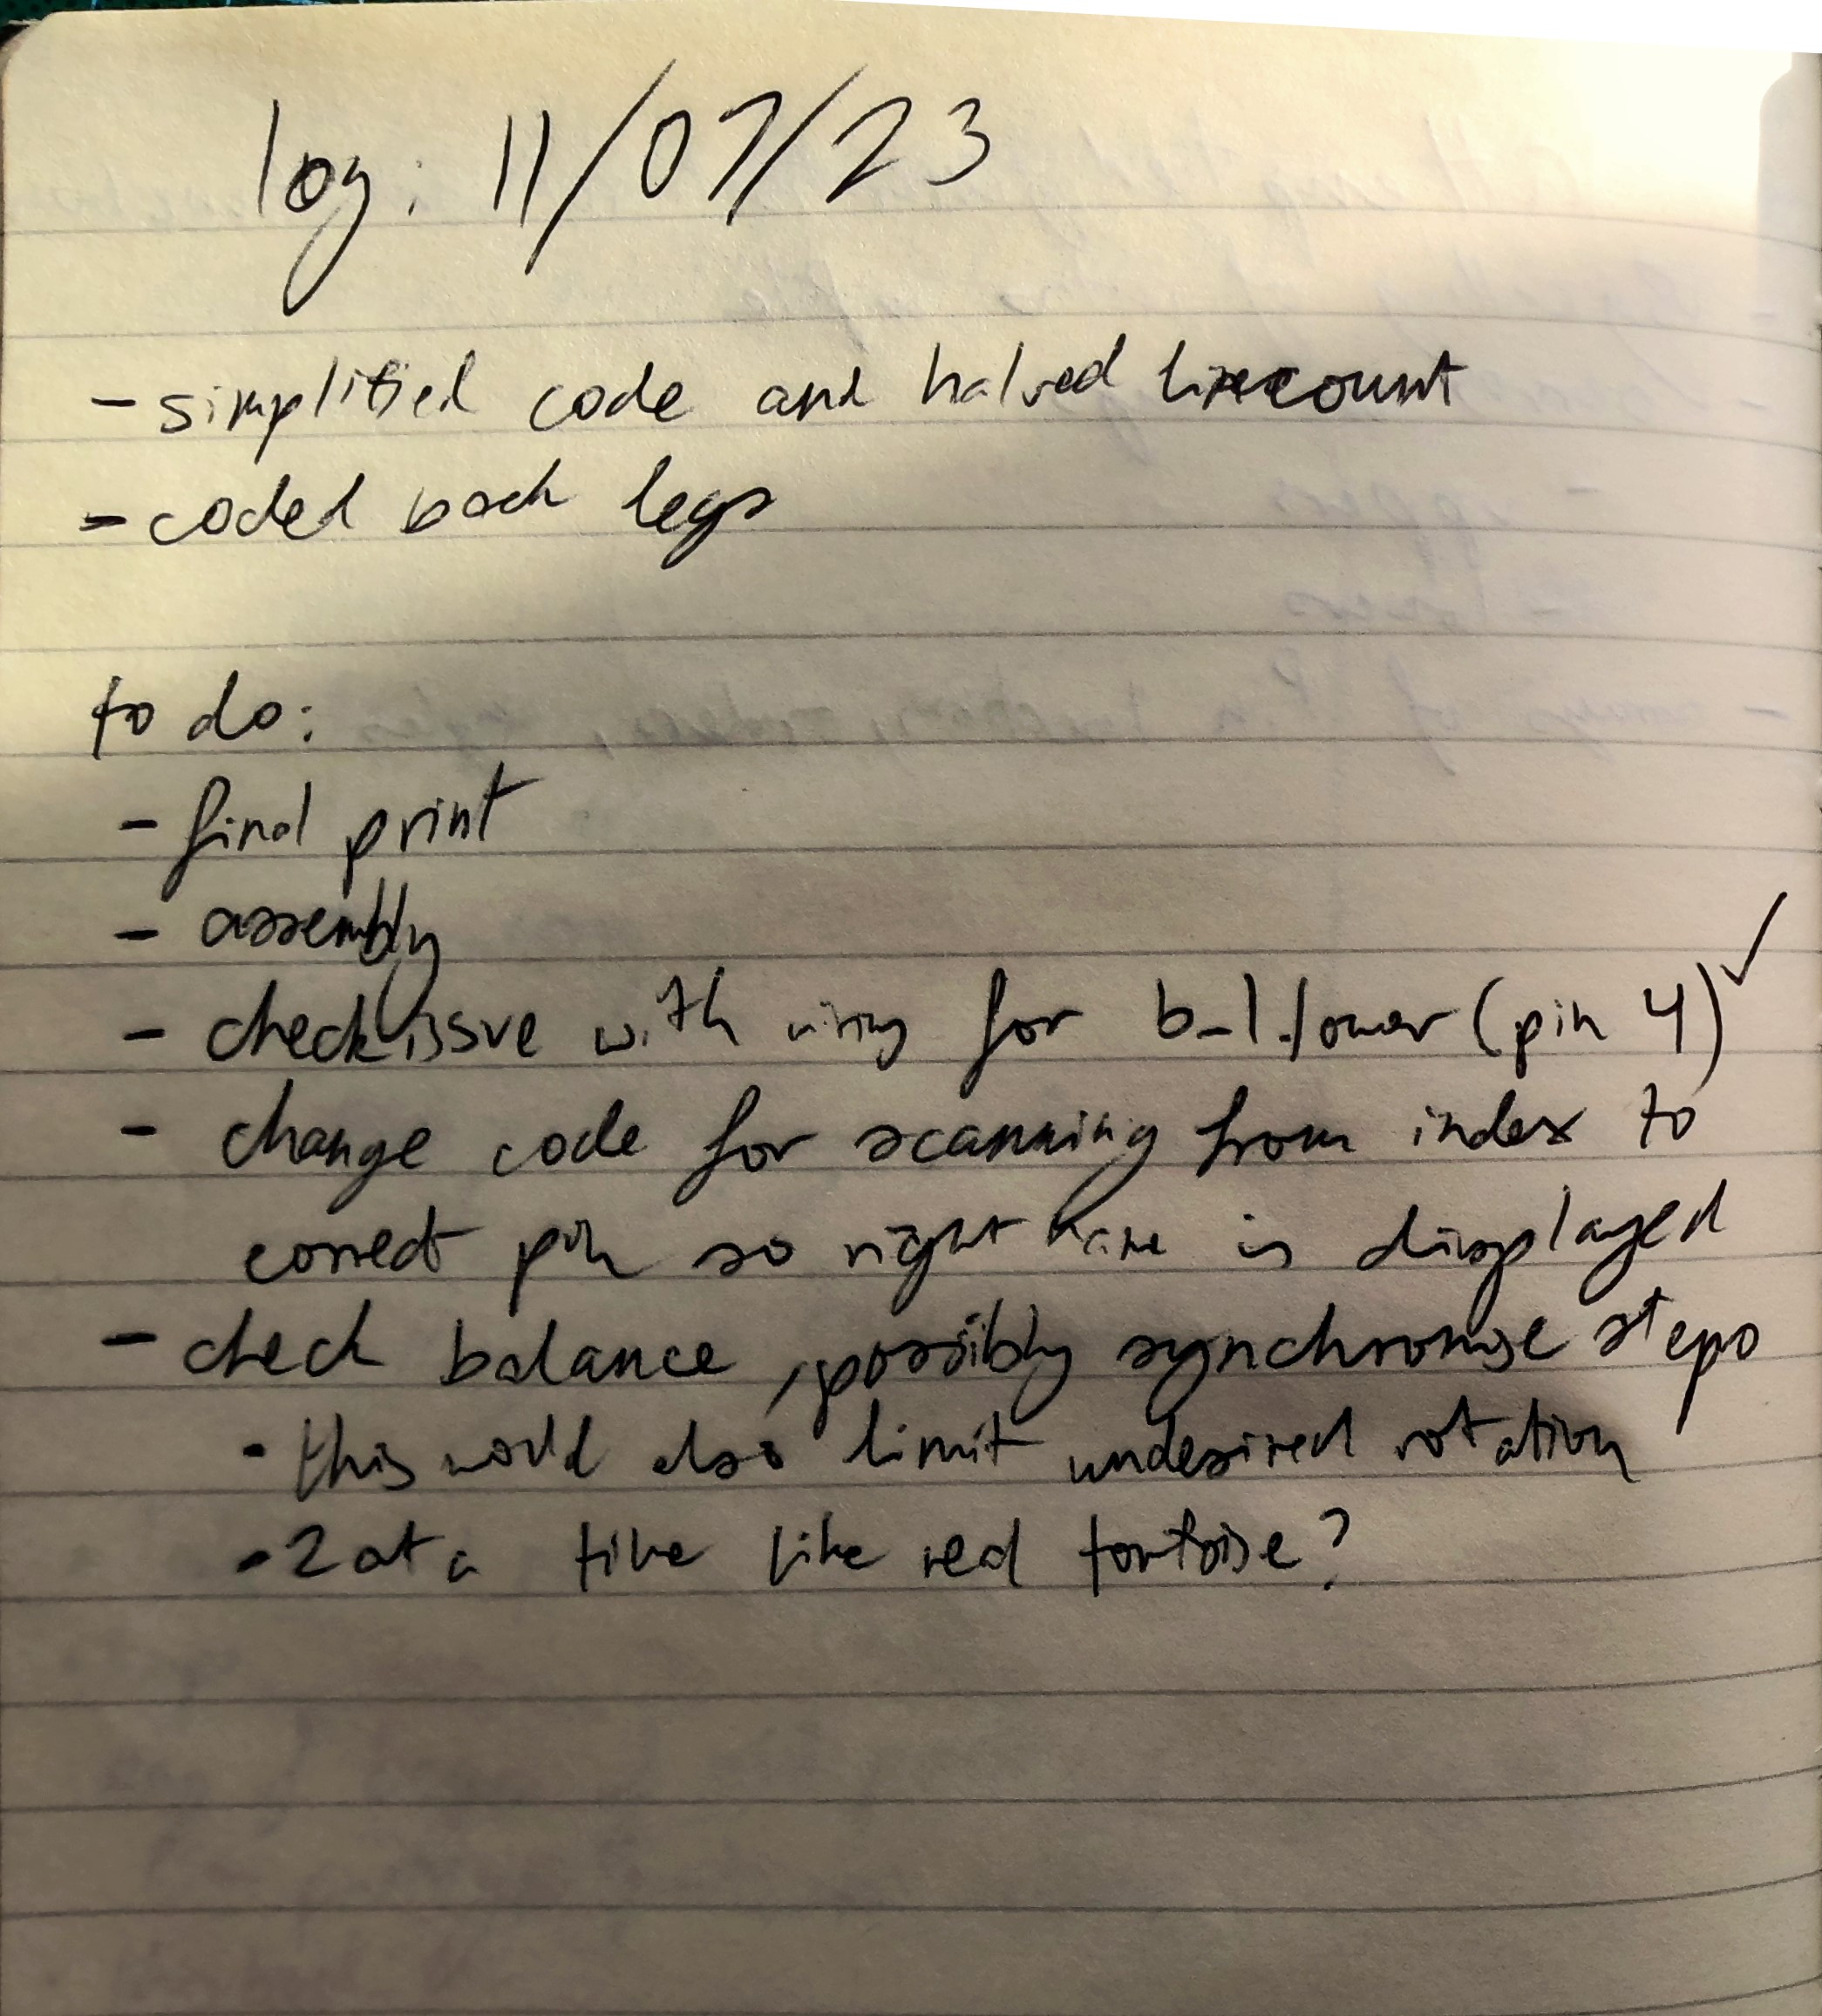 log: 11/07/23
- simplified code and halved linecount
- coded back legs
to do:
- final print
- assembly
- check issue with wiring for b-l-lower (pin 4) ✓
- change code for scanning from index to
correct pin so right name is displayed
- check balance, possibly synchronise steps
• this would also limit undesired rotation
• 2 at a time like red tortoise?